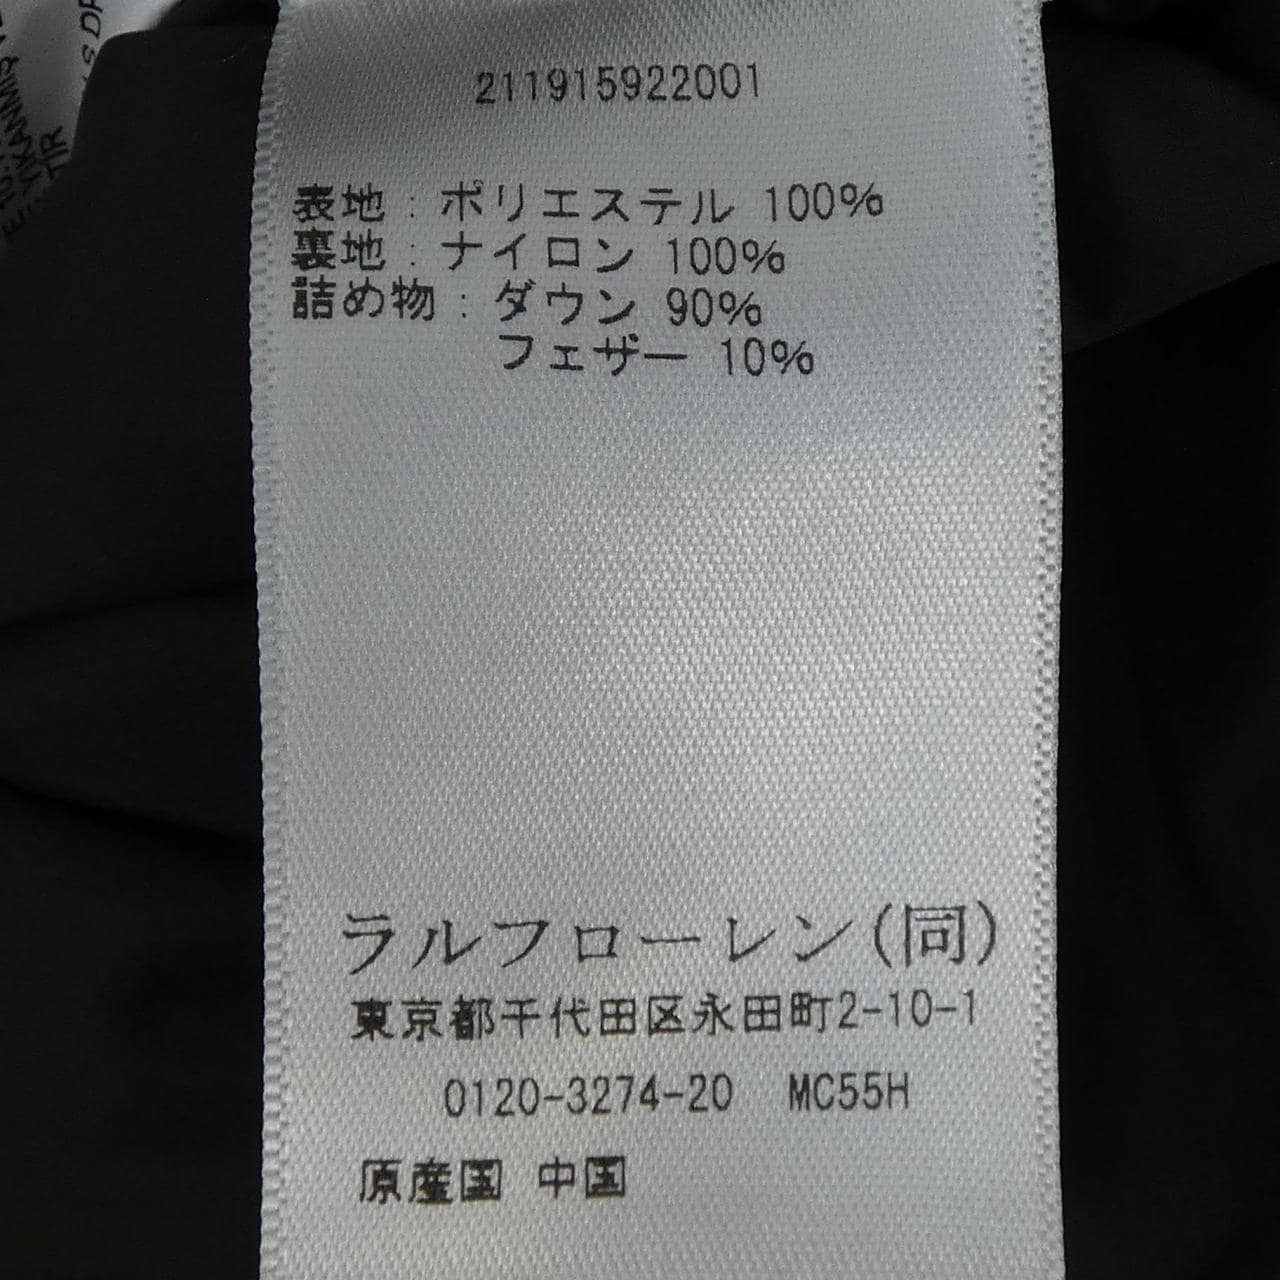 211915922001
表地 : ポリエステル 100%
裏地 : ナイロン 100%
詰め物 : ダウン 90%
フェザー 10%
ラルフローレン(同)
東京都千代田区永田町2-10-1
0120-3274-20 MC55H
原産国 中国